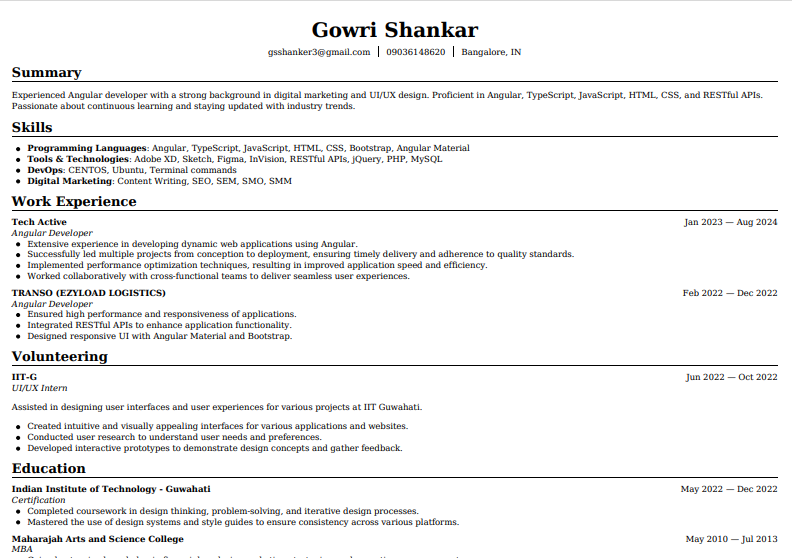 Gowri Shankar
gsshanker3@gmail.com | 09036148620 | Bangalore, IN
Summary
Experienced Angular developer with a strong background in digital marketing and UI/UX design. Proficient in Angular, TypeScript, JavaScript, HTML, CSS, and RESTful APIs.
Passionate about continuous learning and staying updated with industry trends.
Skills
• Programming Languages: Angular, TypeScript, JavaScript, HTML, CSS, Bootstrap, Angular Material
• Tools & Technologies: Adobe XD, Sketch, Figma, InVision, RESTful APIs, jQuery, PHP, MySQL
• DevOps: CENTOS, Ubuntu, Terminal commands
• Digital Marketing: Content Writing, SEO, SEM, SMO, SMM
Work Experience
Tech Active Jan 2023 — Aug 2024
Angular Developer
• Extensive experience in developing dynamic web applications using Angular.
• Successfully led multiple projects from conception to deployment, ensuring timely delivery and adherence to quality standards.
• Implemented performance optimization techniques, resulting in improved application speed and efficiency.
• Worked collaboratively with cross-functional teams to deliver seamless user experiences.
TRANSO (EZYLOAD LOGISTICS) Feb 2022 — Dec 2022
Angular Developer
• Ensured high performance and responsiveness of applications.
• Integrated RESTful APIs to enhance application functionality.
• Designed responsive UI with Angular Material and Bootstrap.
Volunteering
IIT-G Jun 2022 — Oct 2022
UI/UX Intern
Assisted in designing user interfaces and user experiences for various projects at IIT Guwahati.
• Created intuitive and visually appealing interfaces for various applications and websites.
• Conducted user research to understand user needs and preferences.
• Developed interactive prototypes to demonstrate design concepts and gather feedback.
Education
Indian Institute of Technology - Guwahati May 2022 — Dec 2022
Certification
• Completed coursework in design thinking, problem-solving, and iterative design processes.
• Mastered the use of design systems and style guides to ensure consistency across various platforms.
Maharajah Arts and Science College May 2010 — Jul 2013
MBA